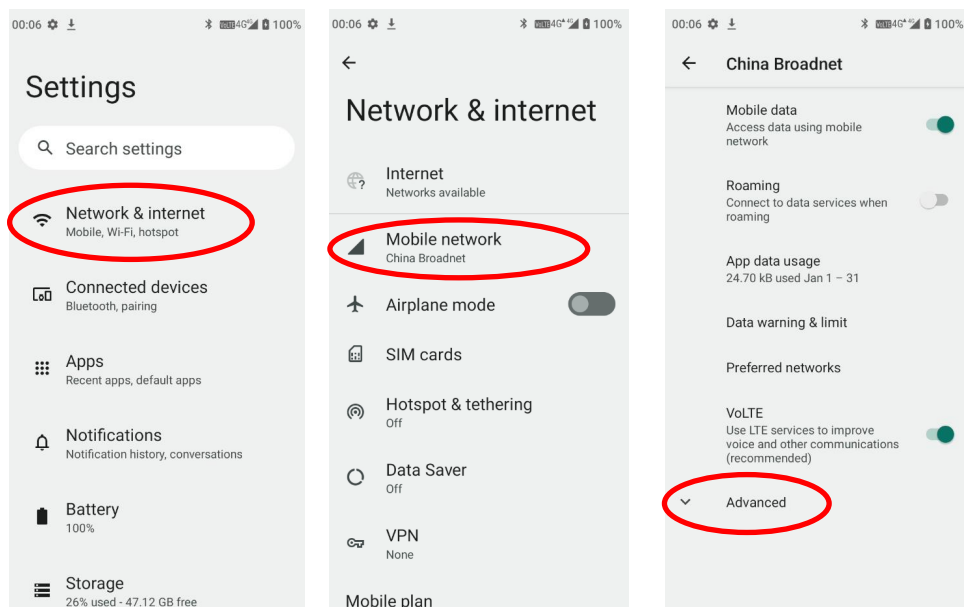 00:06 4G 100%
Settings
Search settings
Network & internet
Mobile, Wi-Fi, hotspot
Connected devices
Bluetooth, pairing
Apps
Recent apps, default apps
Notifications
Notification history, conversations
Battery
100%
Storage
26% used - 47.12 GB free
00:06 4G 100%
Network & internet
Internet
Networks available
Mobile network
China Broadnet
Airplane mode
SIM cards
Hotspot & tethering
Off
Data Saver
Off
VPN
None
Mobile plan
00:06 4G 100%
China Broadnet
Mobile data
Access data using mobile
network
Roaming
Connect to data services when
roaming
App data usage
24.70 kB used Jan 1 – 31
Data warning & limit
Preferred networks
VoLTE
Use LTE services to improve
voice and other communications
(recommended)
Advanced